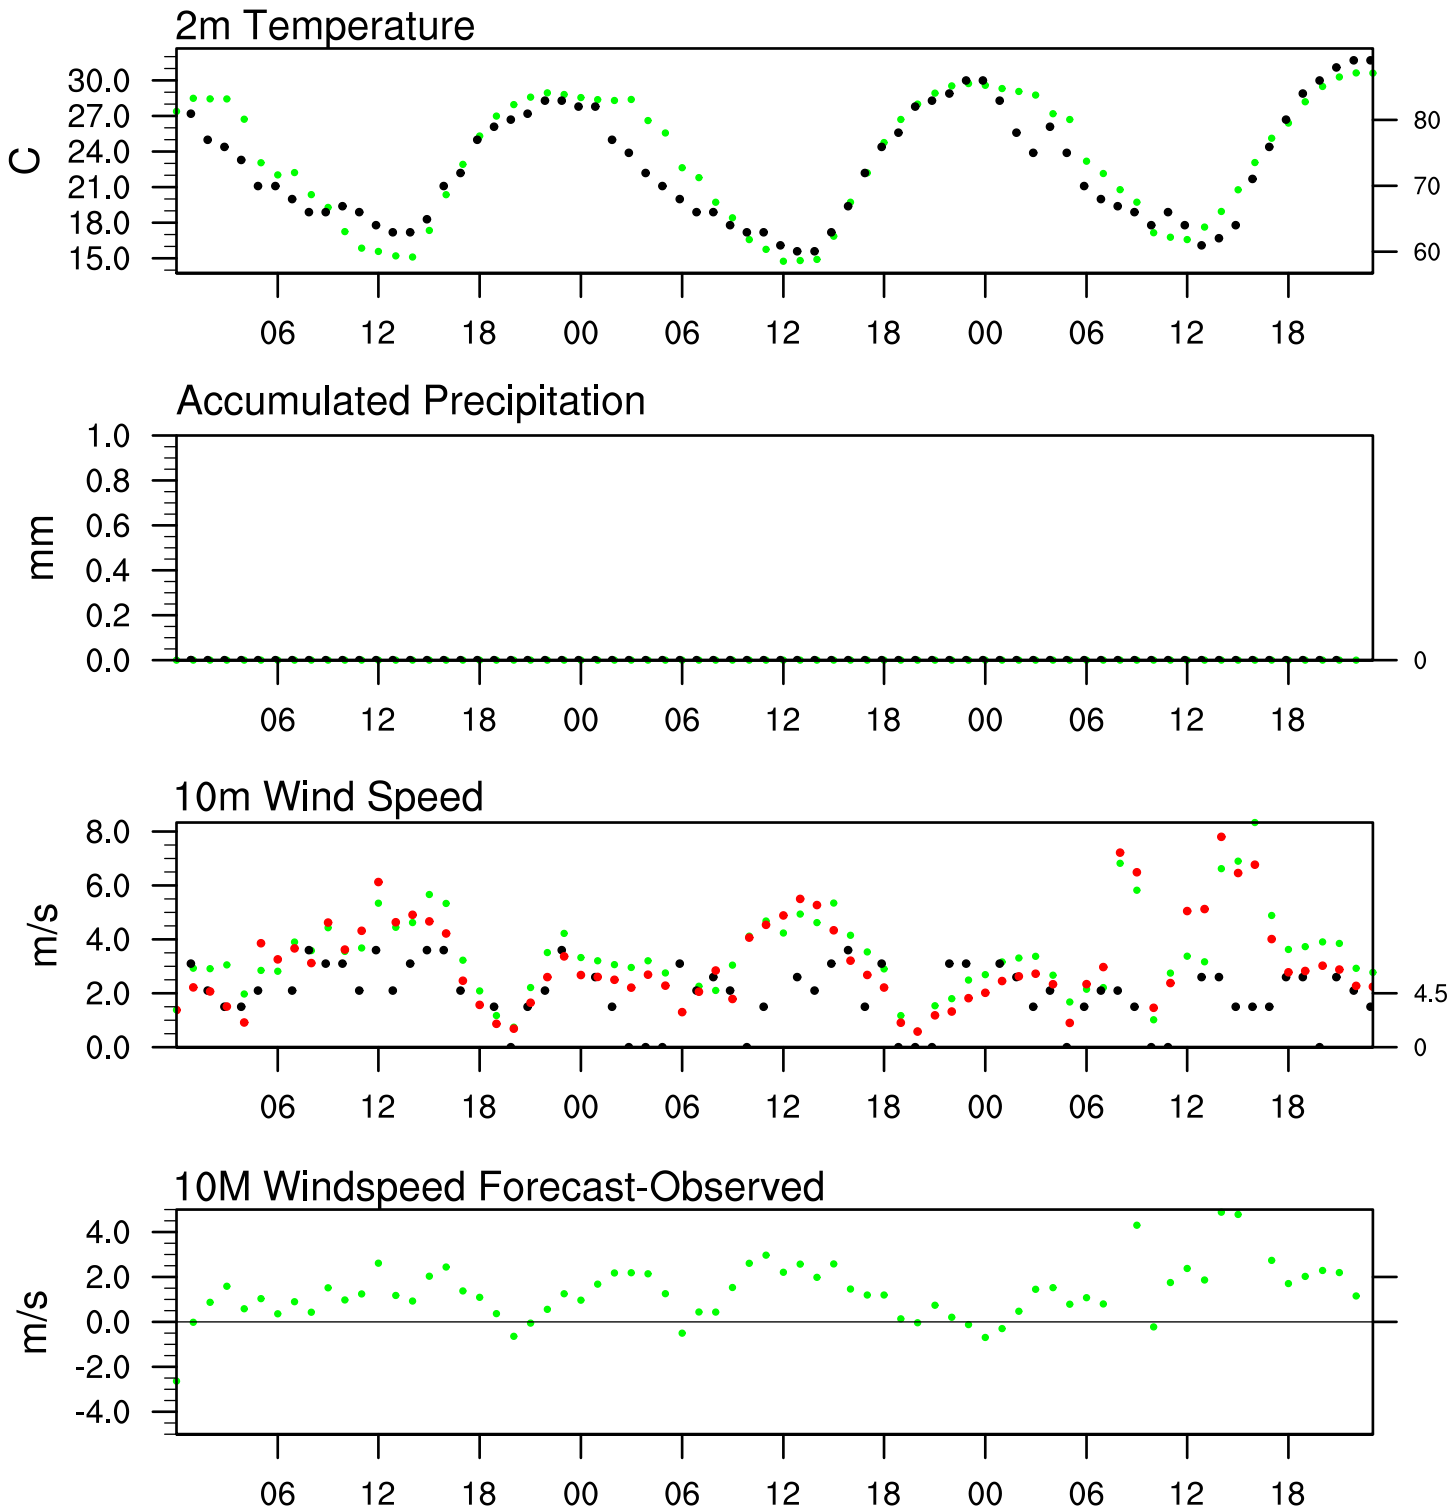 2m Temperature
C
30.0
27.0
24.0
21.0
18.0
15.0
80
70
60
06 12 18 00 06 12 18 00 06 12 18
Accumulated Precipitation
mm
1.0
0.8
0.6
0.4
0.2
0.0
0
06 12 18 00 06 12 18 00 06 12 18
10m Wind Speed
m/s
8.0
6.0
4.0
2.0
0.0
4.5
0
06 12 18 00 06 12 18 00 06 12 18
10M Windspeed Forecast-Observed
m/s
4.0
2.0
0.0
-2.0
-4.0
06 12 18 00 06 12 18 00 06 12 18